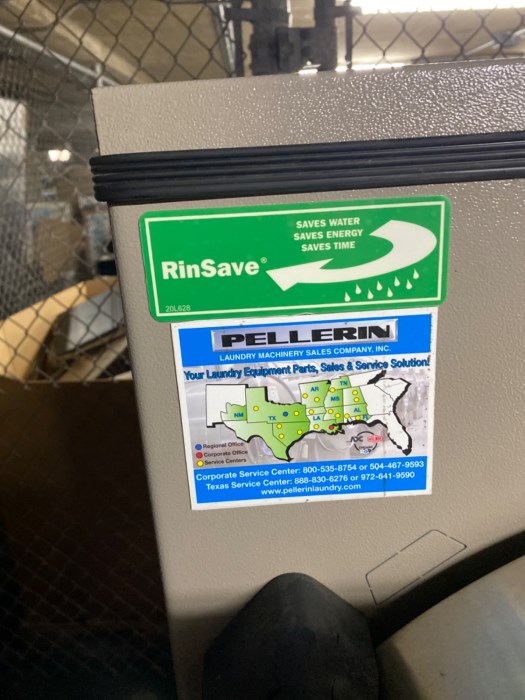 SAVES WATER
SAVES ENERGY
SAVES TIME
RinSave®
20L628
PELLERIN
LAUNDRY MACHINERY SALES COMPANY, INC.
Your Laundry Equipment Parts, Sales & Service Solution!
NM
TX
AR
TN
MS
AL
LA
FL
ADC
Regional Office
Corporate Office
Service Centers
Corporate Service Center: 800-535-8754 or 504-467-9593
Texas Service Center: 888-830-6276 or 972-641-9590
www.pellerinlaundry.com